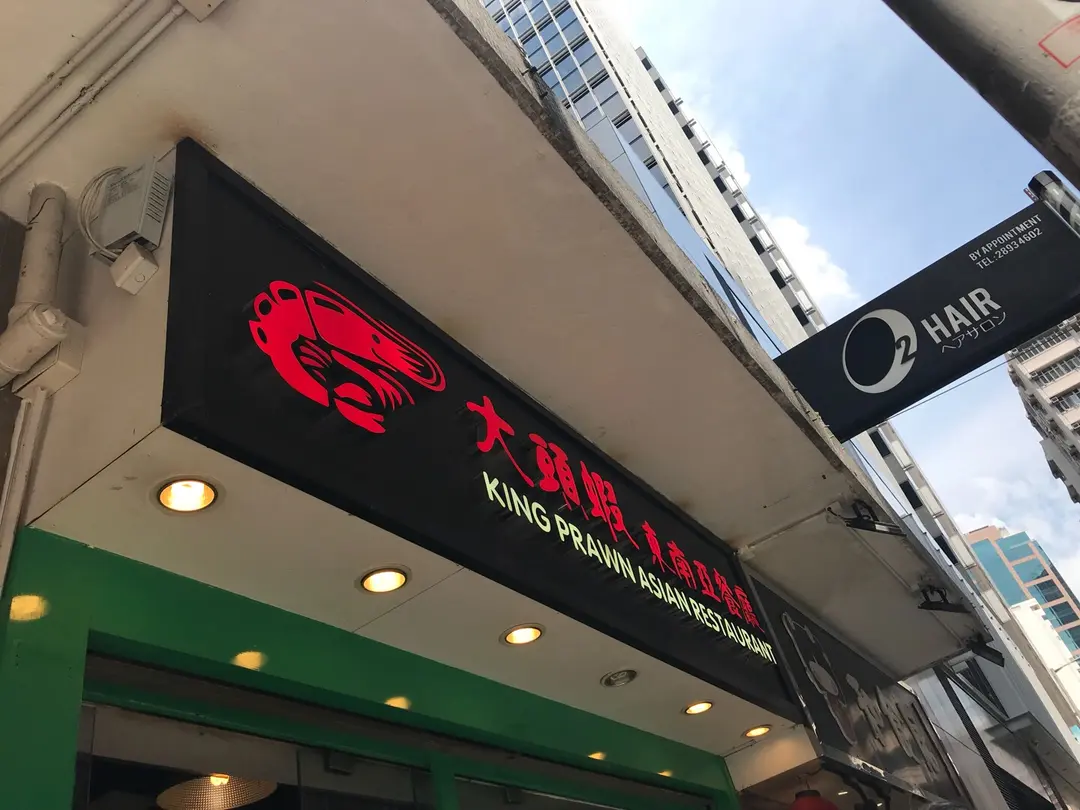 大頭蝦 東南亞餐廳
KING PRAWN ASIAN RESTAURANT
BY APPOINTMENT
TEL:28934602
O2 HAIR
ヘアサロン